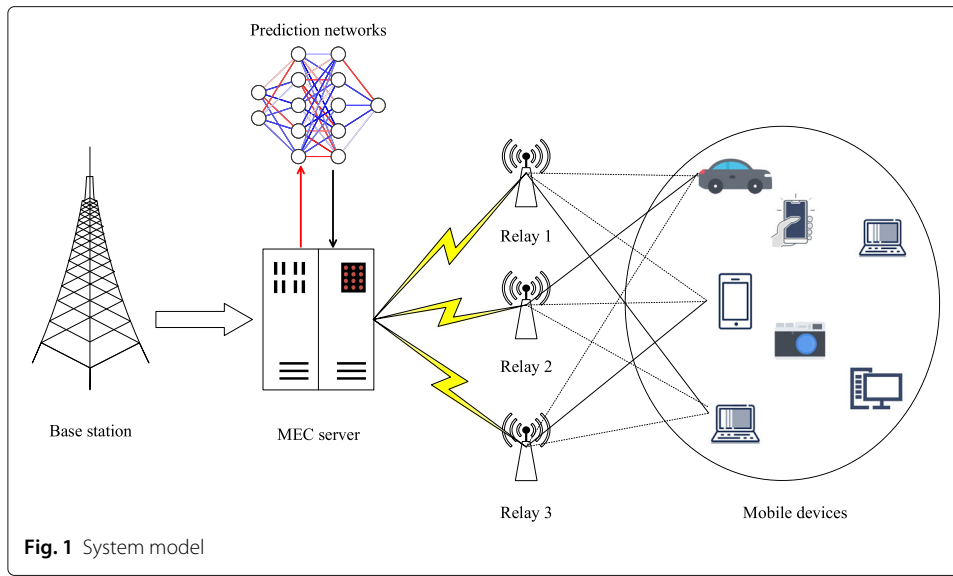 Prediction networks
Relay 1
Relay 2
Base station
MEC server
Relay 3
Mobile devices
Fig. 1 System model